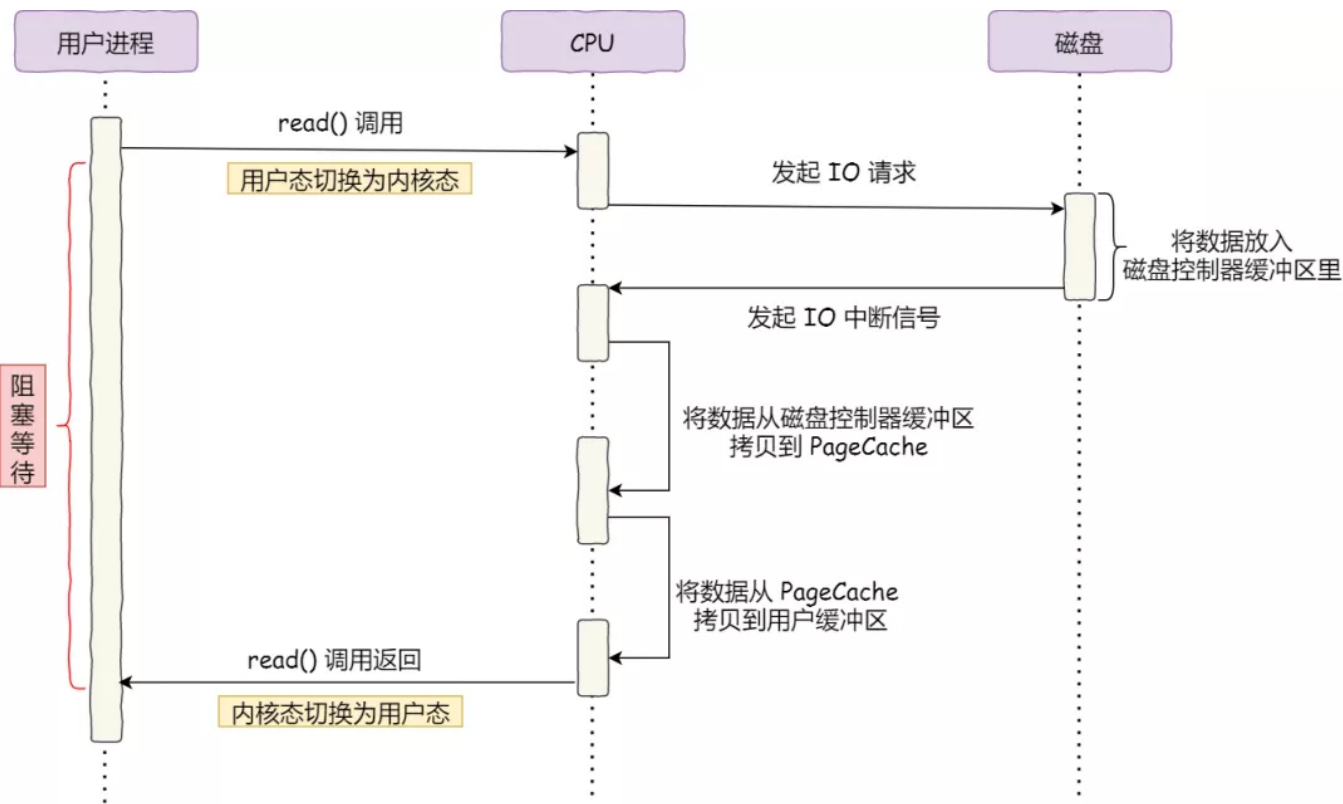 用户进程
CPU
磁盘
read() 调用
用户态切换为内核态
发起 IO 请求
将数据放入
磁盘控制器缓冲区里
发起 IO 中断信号
阻
塞
等
待
将数据从磁盘控制器缓冲区
拷贝到 PageCache
将数据从 PageCache
拷贝到用户缓冲区
read() 调用返回
内核态切换为用户态